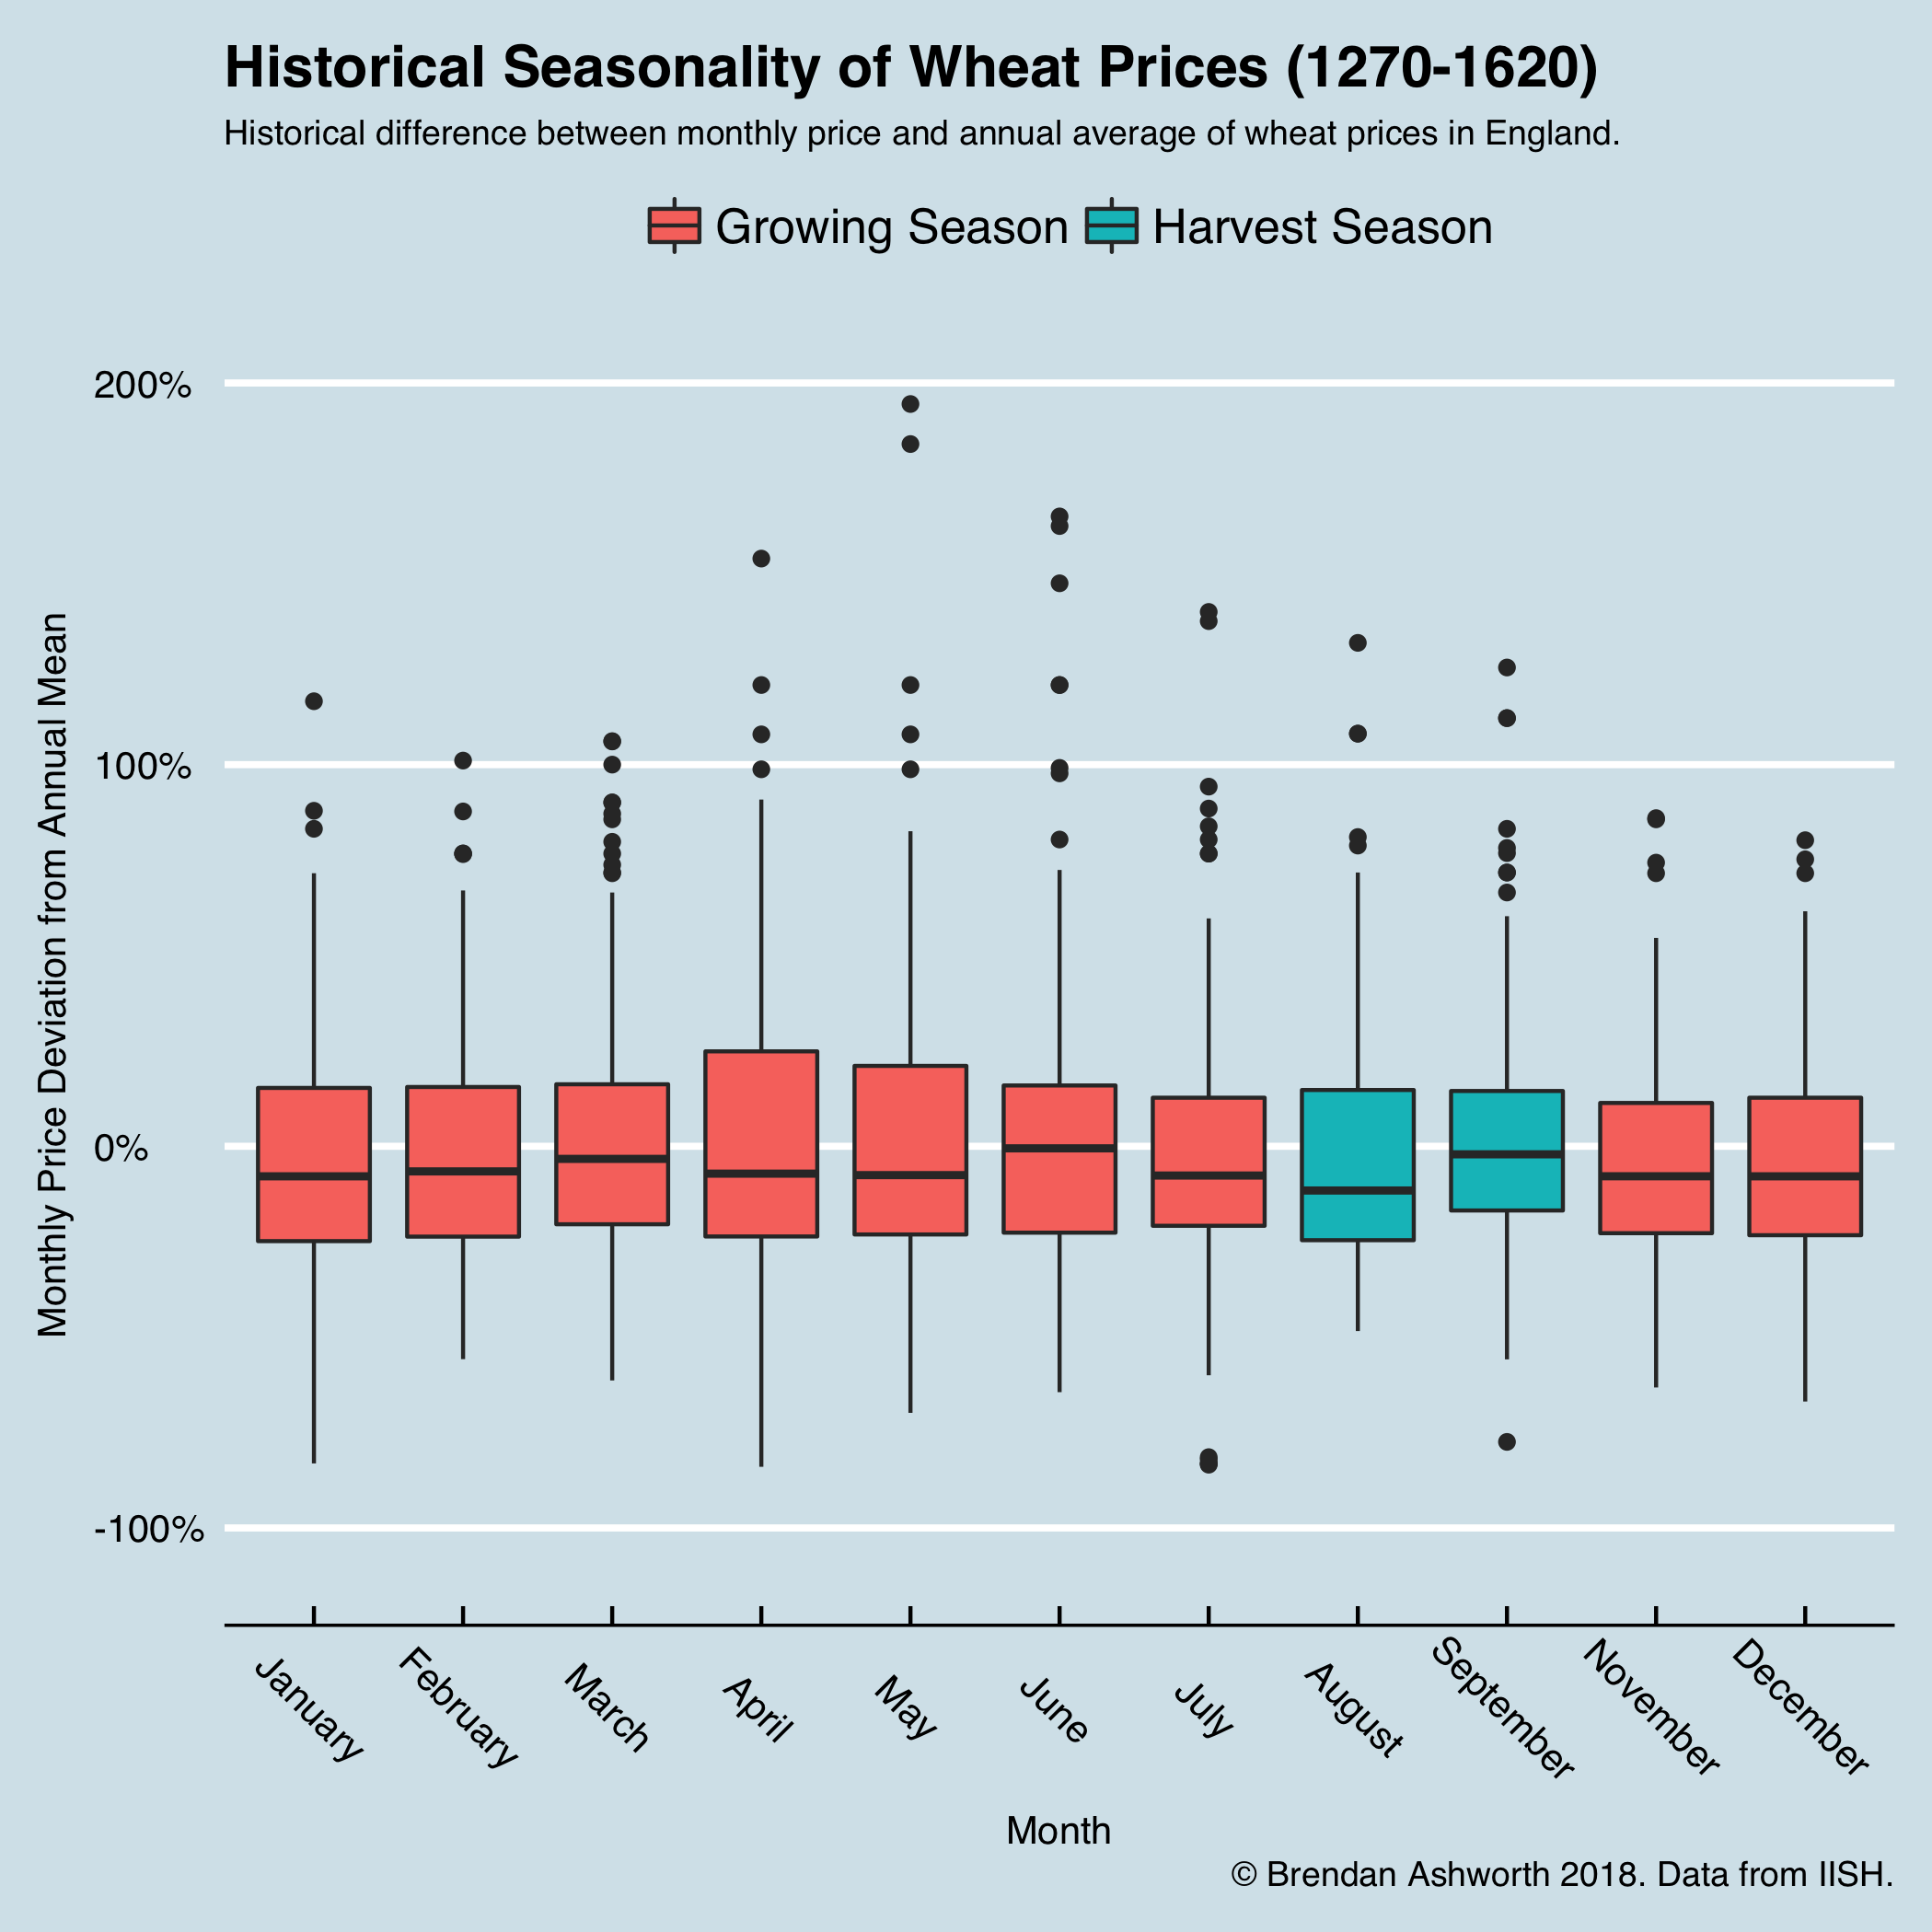 Historical Seasonality of Wheat Prices (1270-1620)
Historical difference between monthly price and annual average of wheat prices in England.
Growing Season Harvest Season
Monthly Price Deviation from Annual Mean
200%
100%
0%
-100%
January February March April May June July August September November December
Month
© Brendan Ashworth 2018. Data from IISH.